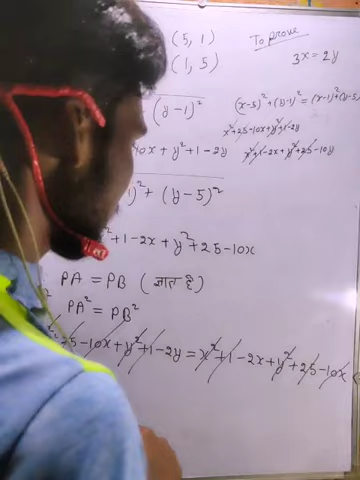 (5, 1)
(1, 5)
To prove
3x = 2y
(y-1)²
(x-5)² + (y-1)² = (x-1)² + (y-5)
x² + 25 - 10x + y² + 1 - 2y
x² + 1 - 2x + y² + 25 - 10y
10x + y² + 1 - 2y
)² + (y-5)²
² + 1 - 2x + y² + 25 - 10x
PA = PB (ज्ञात है)
PA² = PB²
25 - 10x + y² + 1 - 2y = x² + 1 - 2x + y² + 25 - 10x